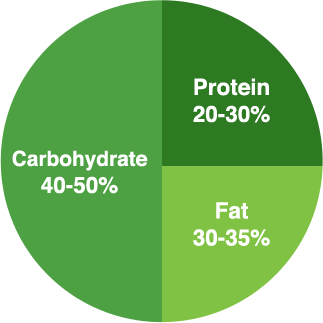 Protein
20-30%
Carbohydrate
40-50%
Fat
30-35%